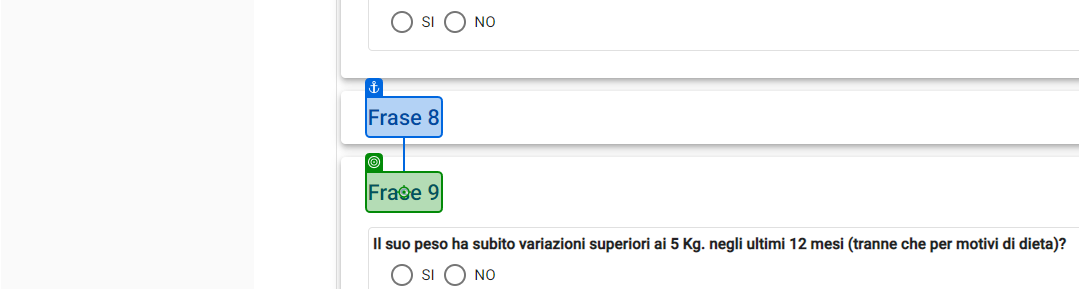 SI NO
Frase 8
Frase 9
Il suo peso ha subito variazioni superiori ai 5 Kg. negli ultimi 12 mesi (tranne che per motivi di dieta)?
SI NO